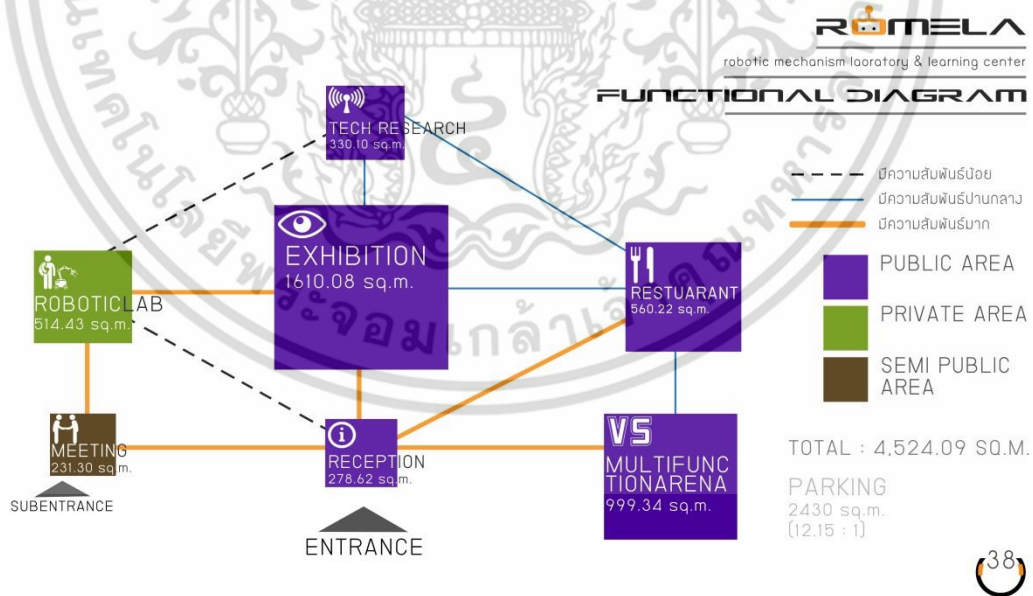 ROMELA
robotic mechanism laoratory & learning center
FUNCTIONAL DIAGRAM
TECH RESEARCH
330.10 sq.m.
EXHIBITION
1610.08 sq.m.
ROBOTIC LAB
514.43 sq.m.
RESTUARANT
560.22 sq.m.
MEETING
231.30 sq.m.
SUBENTRANCE
RECEPTION
278.62 sq.m.
ENTRANCE
VS
MULTIFUNC
TIONARENA
999.34 sq.m.
มีความสัมพันธ์น้อย
มีความสัมพันธ์ปานกลาง
มีความสัมพันธ์มาก
PUBLIC AREA
PRIVATE AREA
SEMI PUBLIC
AREA
TOTAL : 4,524.09 SQ.M.
PARKING
2430 sq.m.
(12.15 : 1)
38